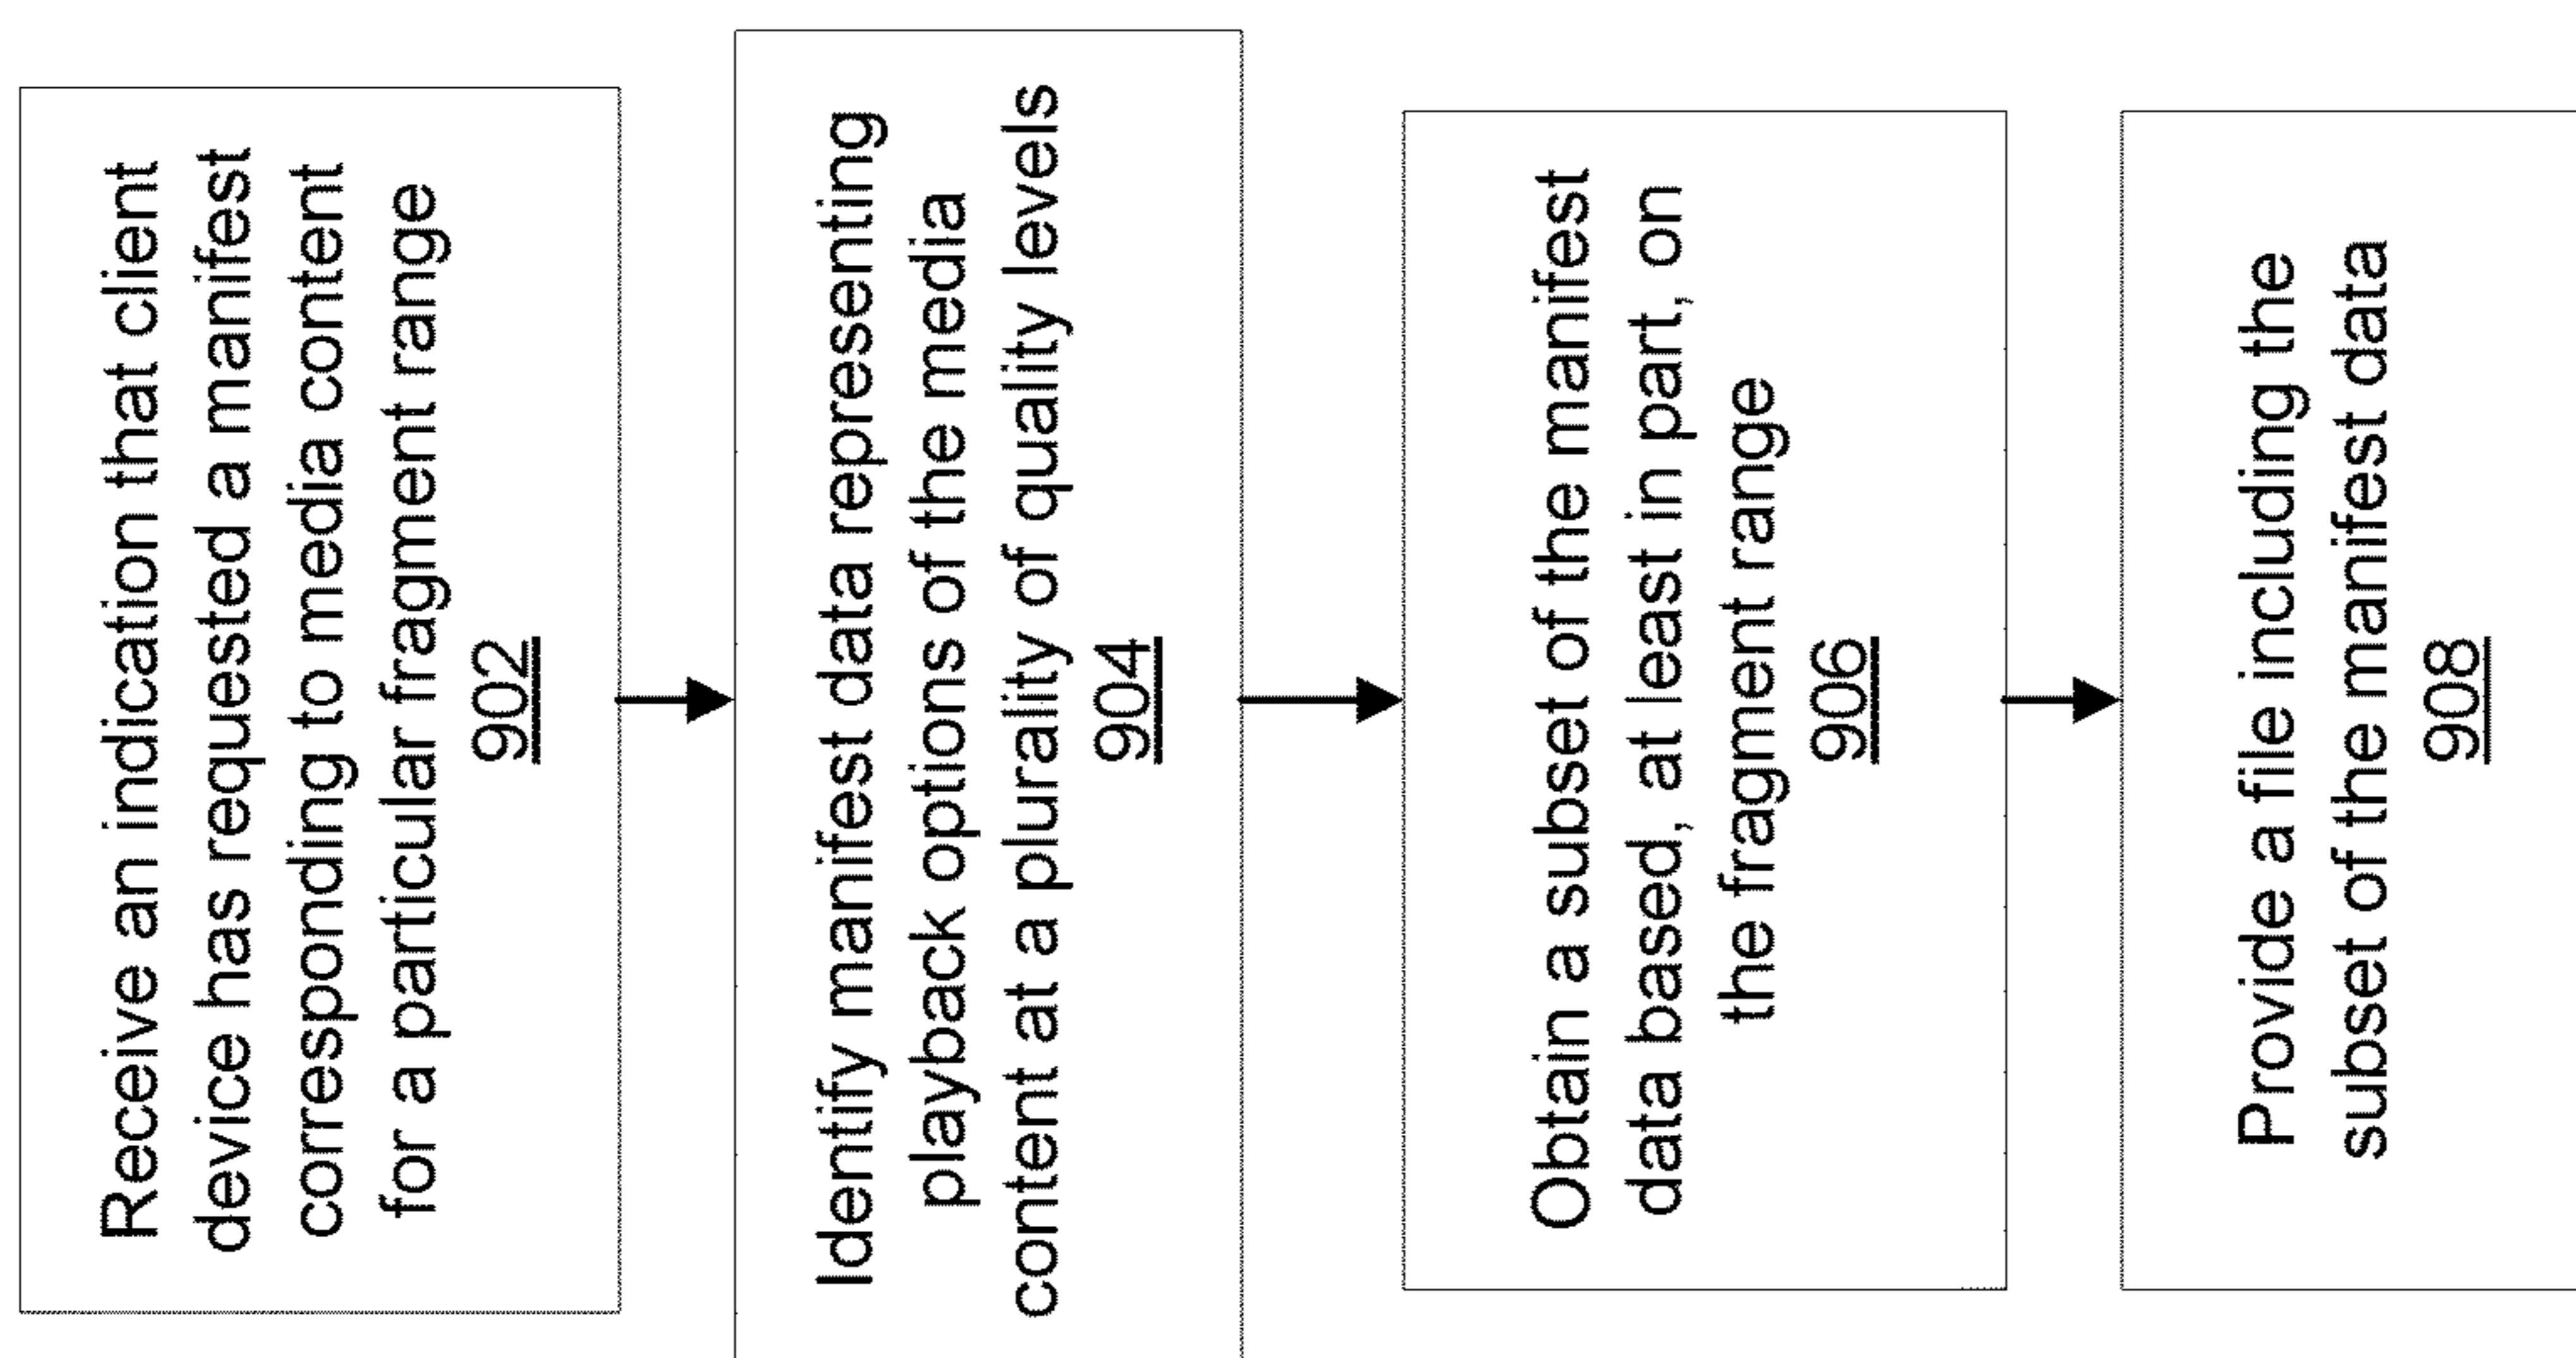 Receive an indication that client
device has requested a manifest
corresponding to media content
for a particular fragment range
902
Identify manifest data representing
playback options of the media
content at a plurality of quality levels
904
Obtain a subset of the manifest
data based, at least in part, on
the fragment range
906
Provide a file including the
subset of the manifest data
908